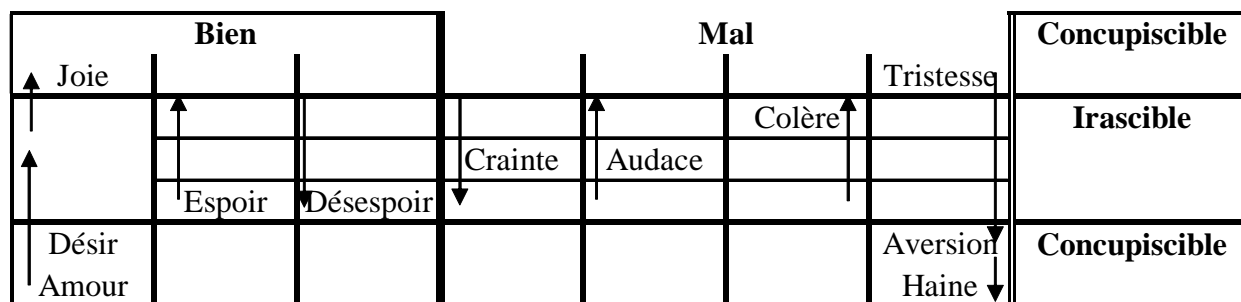 Bien Mal Concupiscible
Joie Tristesse
Colère Irascible
Crainte Audace
Espoir Désespoir
Désir Aversion Concupiscible
Amour Haine